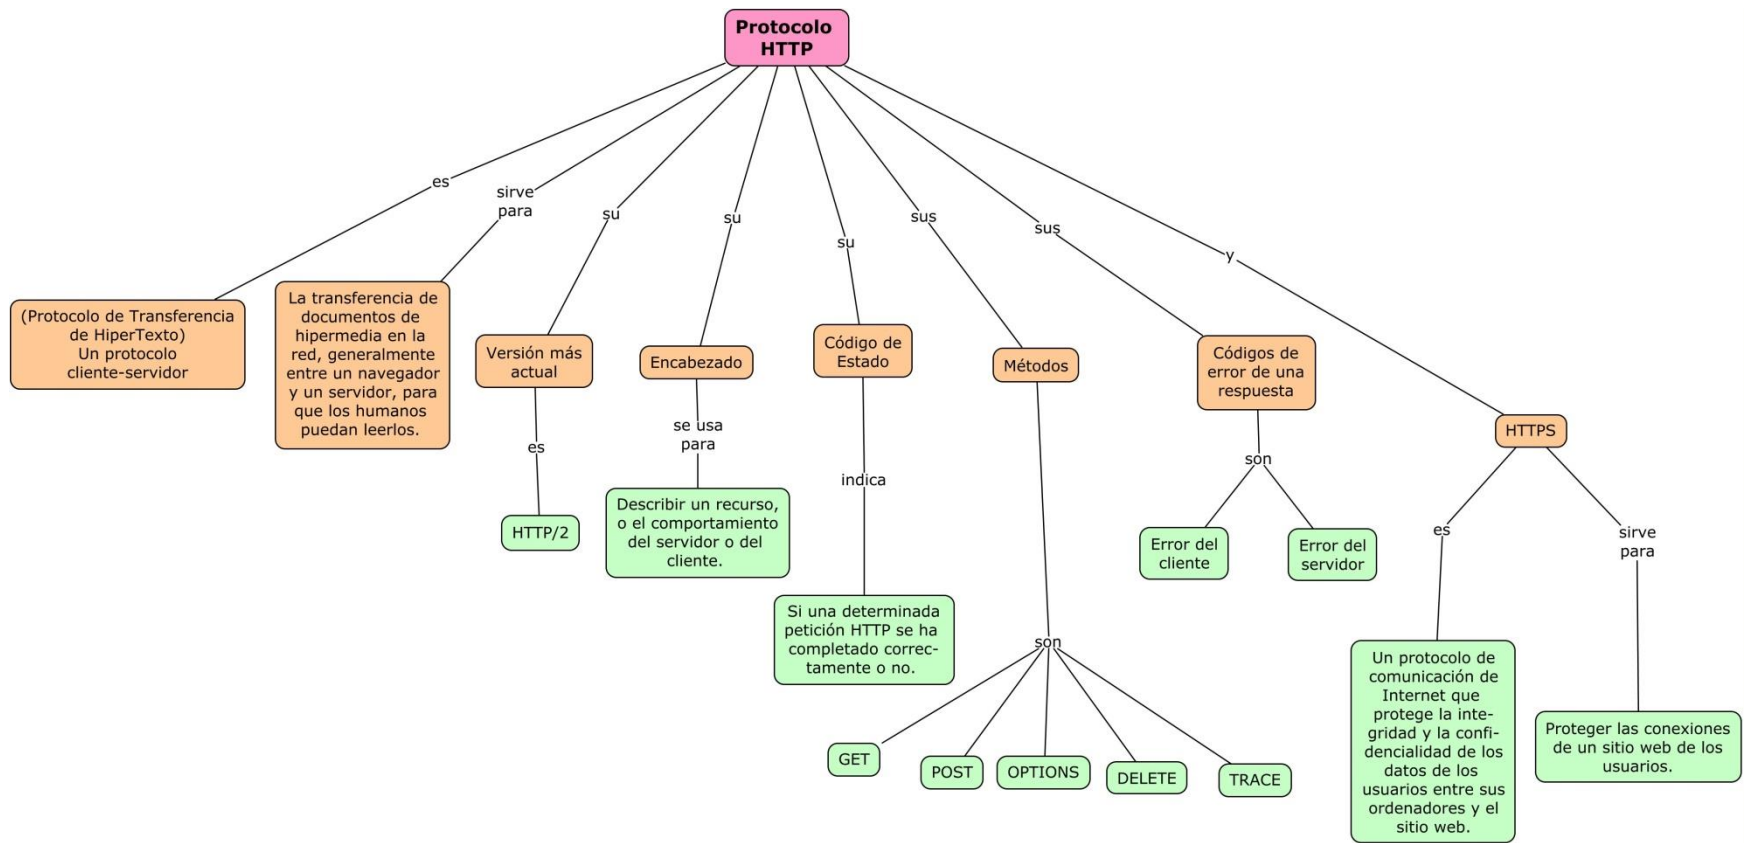 Protocolo
HTTP
es
sirve
para
su
su
su
sus
sus
y
(Protocolo de Transferencia
de HiperTexto)
Un protocolo
cliente-servidor
La transferencia de
documentos de
hipermedia en la
red, generalmente
entre un navegador
y un servidor, para
que los humanos
puedan leerlos.
Versión más
actual
Encabezado
Código de
Estado
Métodos
Códigos de
error de una
respuesta
HTTPS
es
se usa
para
indica
son
es
sirve
para
HTTP/2
Describir un recurso,
o el comportamiento
del servidor o del
cliente.
Error del
cliente
Error del
servidor
Si una determinada
petición HTTP se ha
completado correc-
tamente o no.
son
GET
POST
OPTIONS
DELETE
TRACE
Un protocolo de
comunicación de
Internet que
protege la inte-
gridad y la confi-
dencialidad de los
datos de los
usuarios entre sus
ordenadores y el
sitio web.
Proteger las conexiones
de un sitio web de los
usuarios.